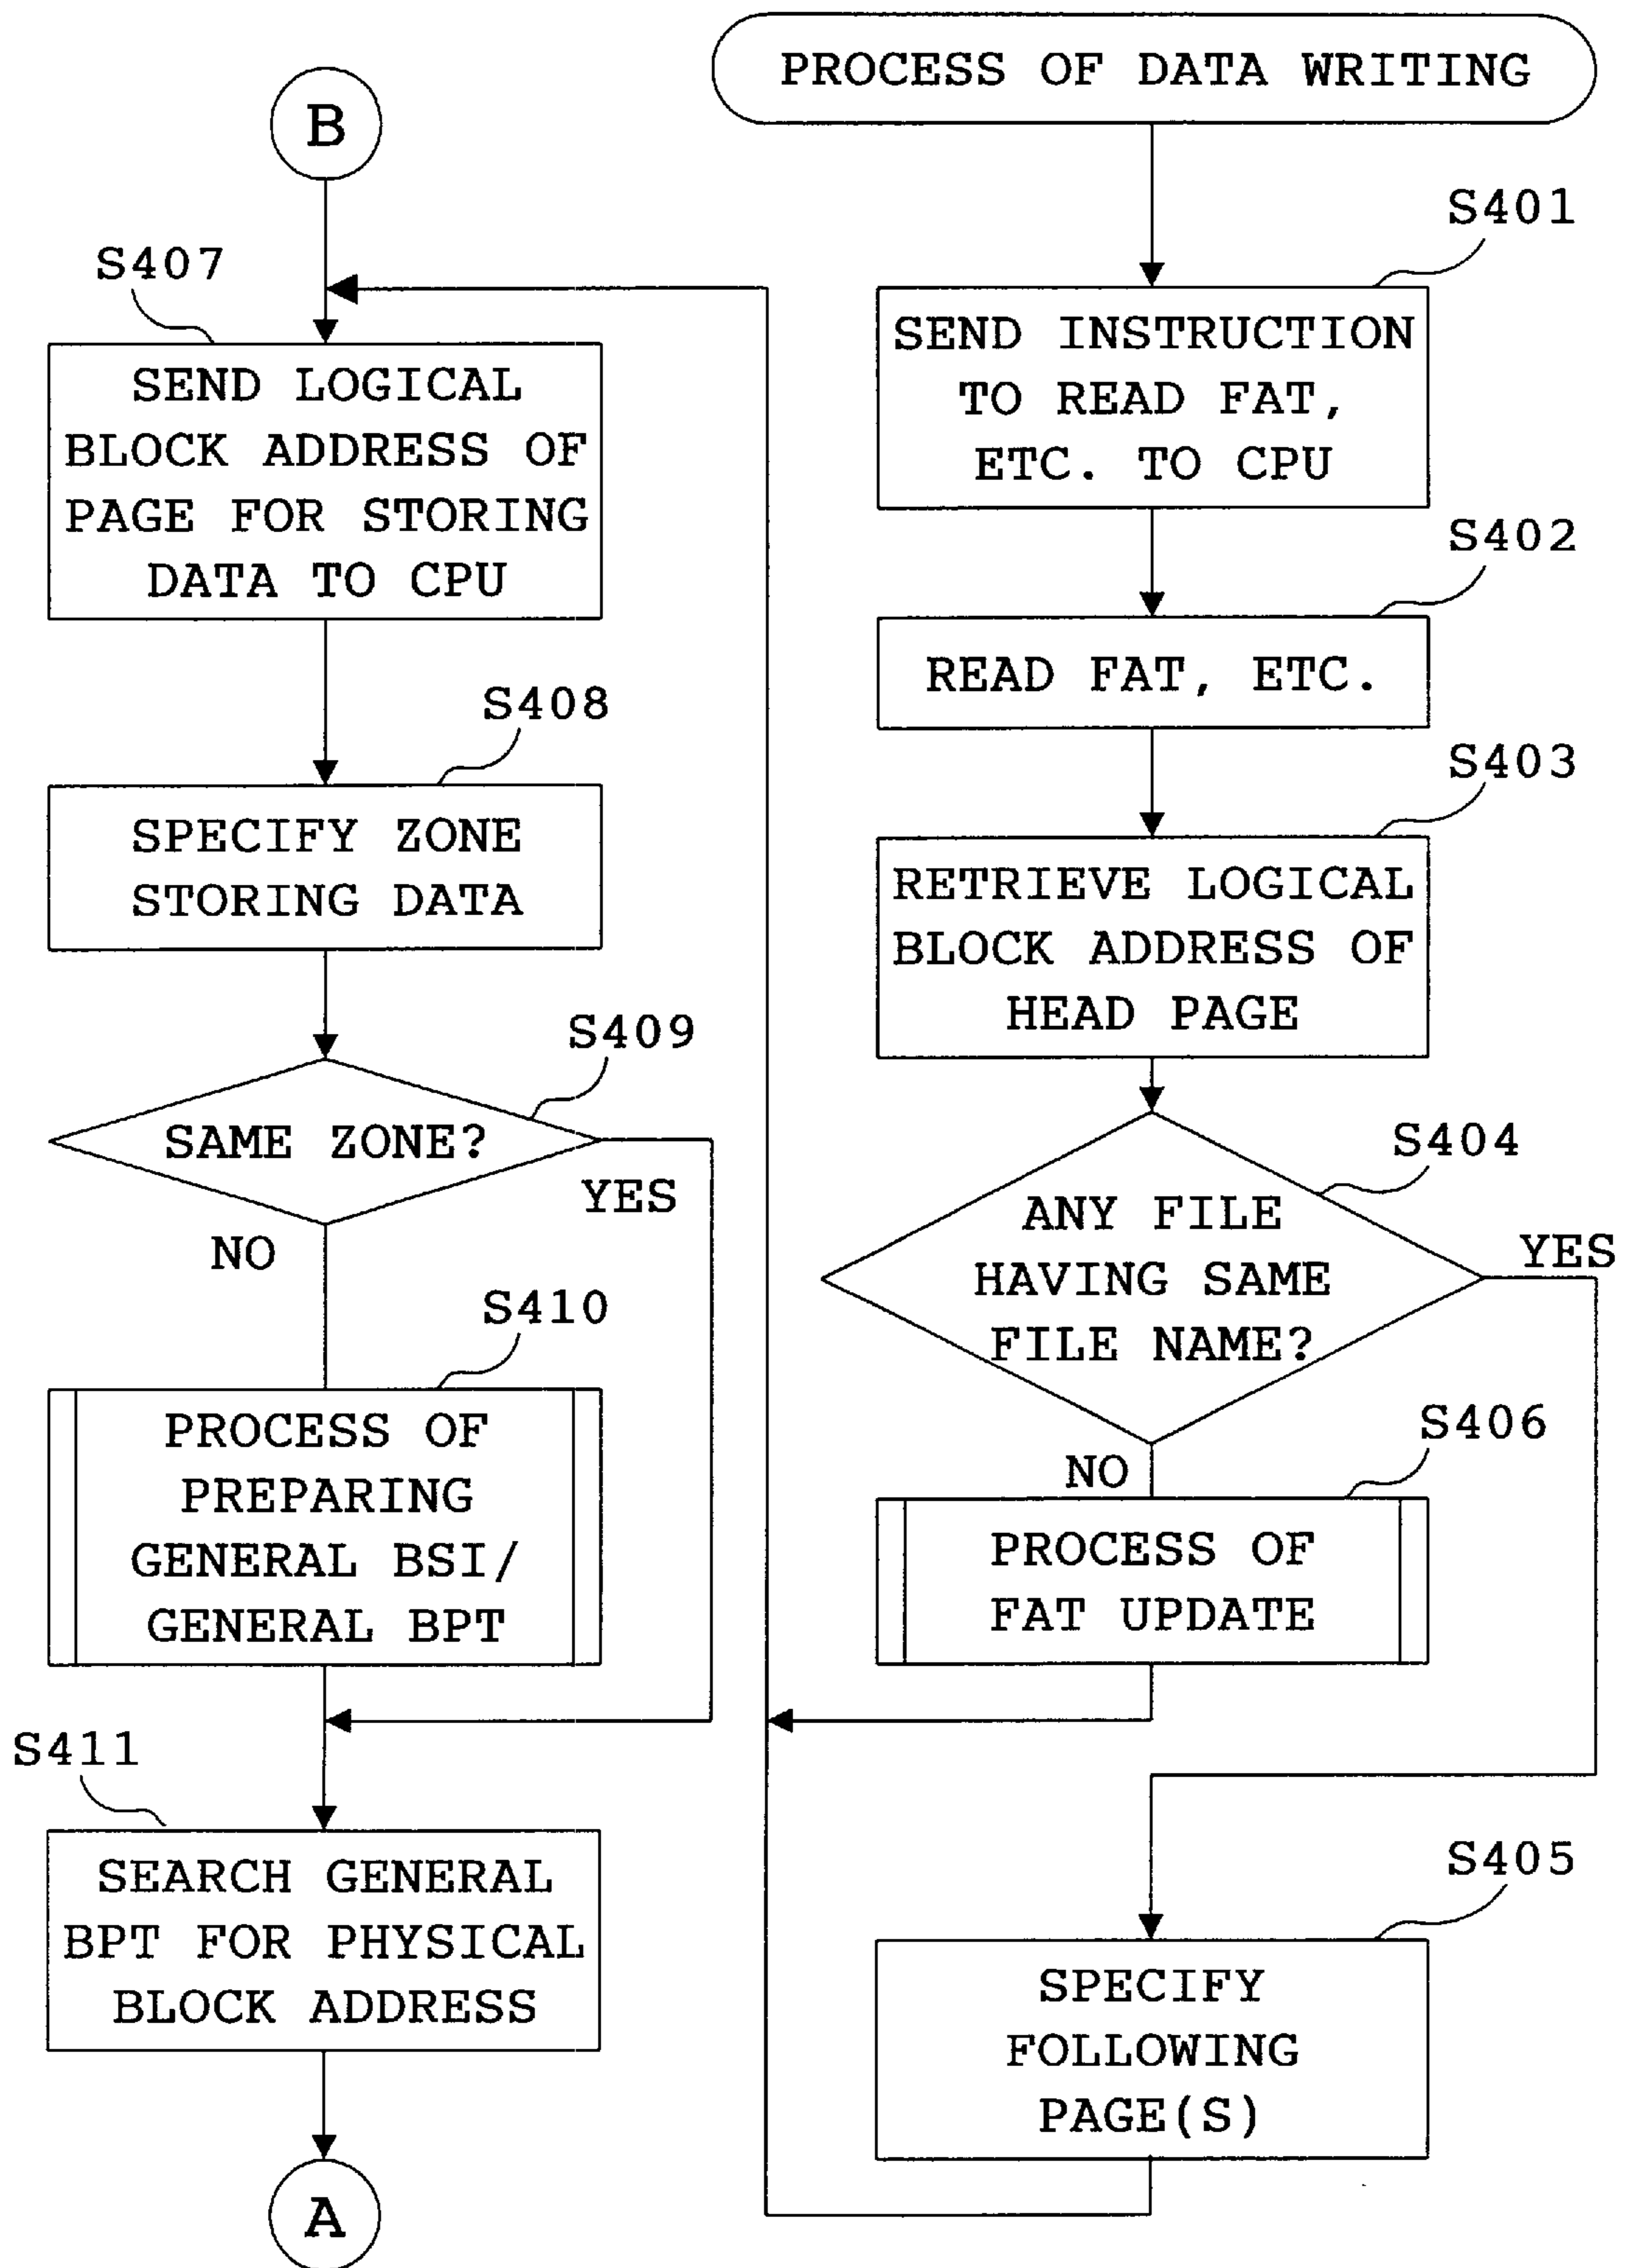 PROCESS OF DATA WRITING
S401
SEND INSTRUCTION
TO READ FAT,
ETC. TO CPU
S402
READ FAT, ETC.
S403
RETRIEVE LOGICAL
BLOCK ADDRESS OF
HEAD PAGE
S404
ANY FILE
HAVING SAME
FILE NAME?
YES
NO
S406
PROCESS OF
FAT UPDATE
S405
SPECIFY
FOLLOWING
PAGE(S)
B
S407
SEND LOGICAL
BLOCK ADDRESS OF
PAGE FOR STORING
DATA TO CPU
S408
SPECIFY ZONE
STORING DATA
S409
SAME ZONE?
YES
NO
S410
PROCESS OF
PREPARING
GENERAL BSI/
GENERAL BPT
S411
SEARCH GENERAL
BPT FOR PHYSICAL
BLOCK ADDRESS
A